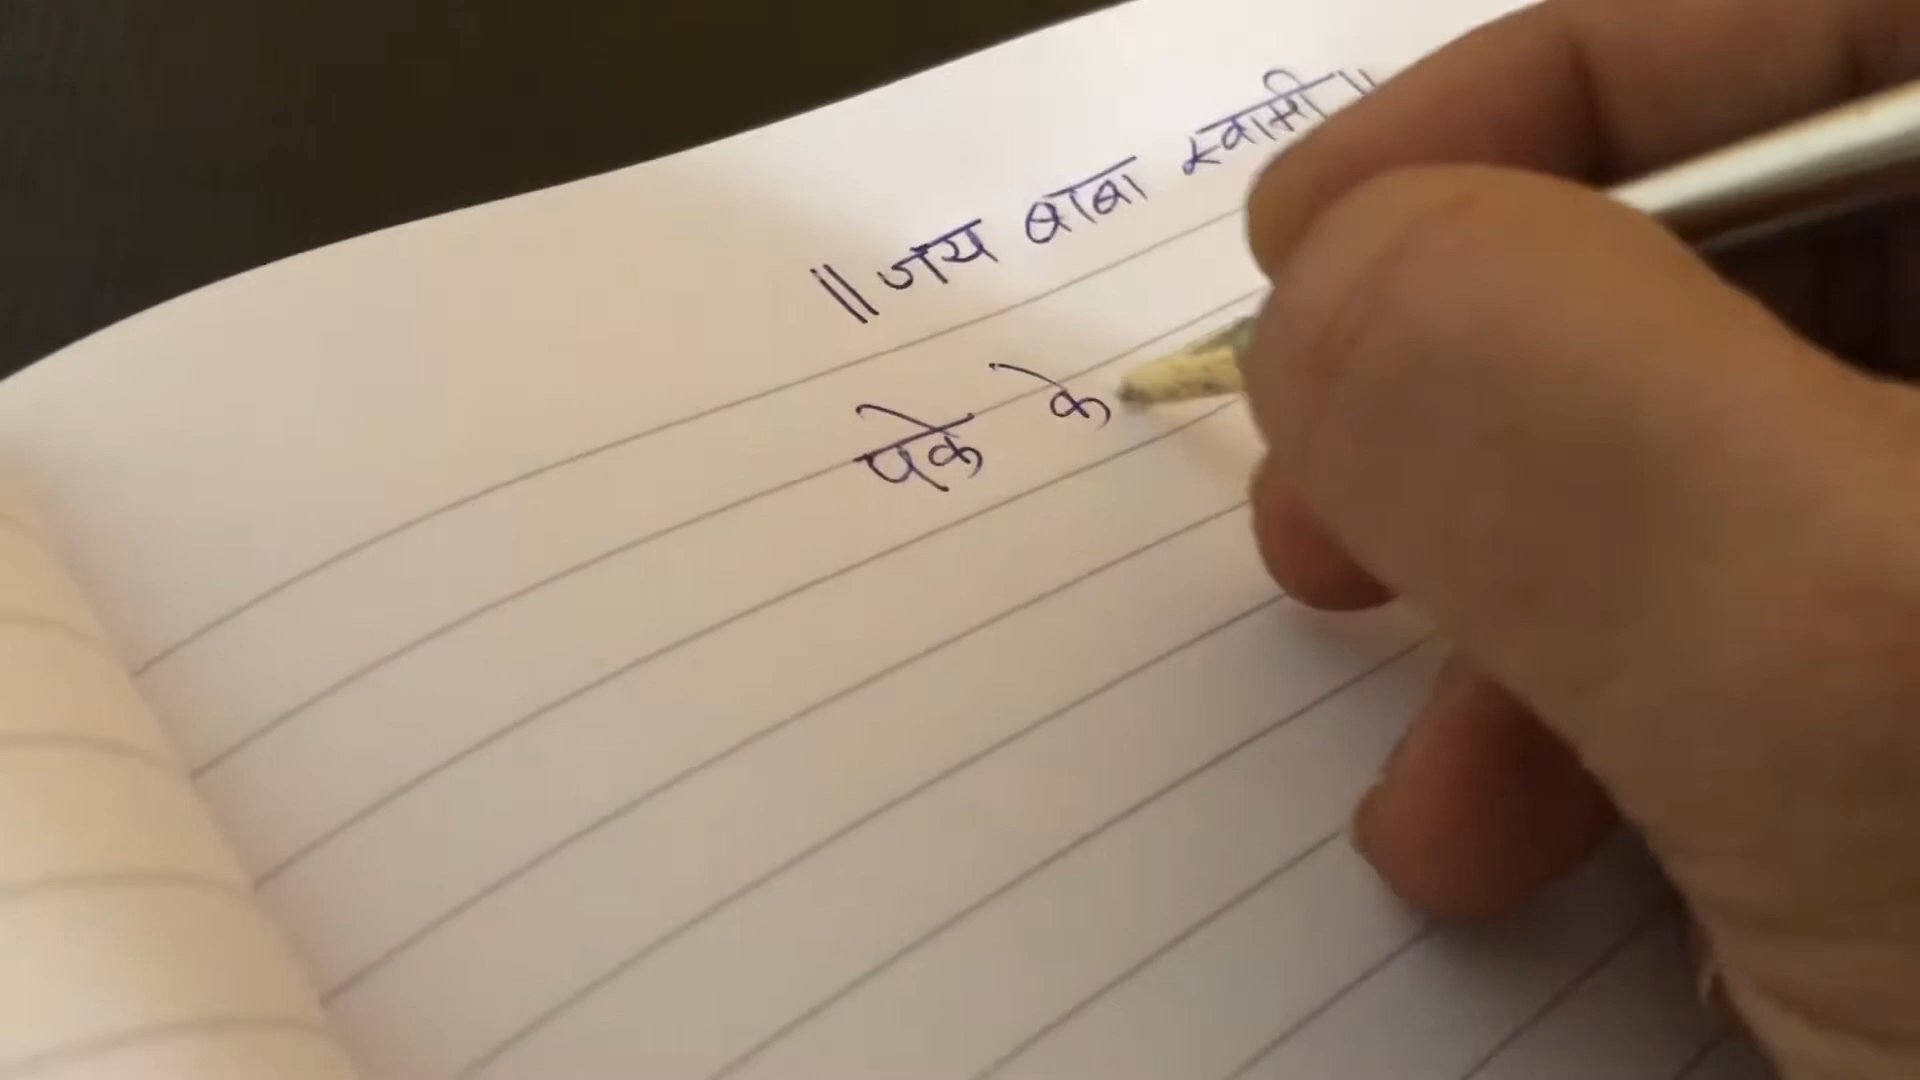 ॥ जय बाबा स्वामी ॥
पके के